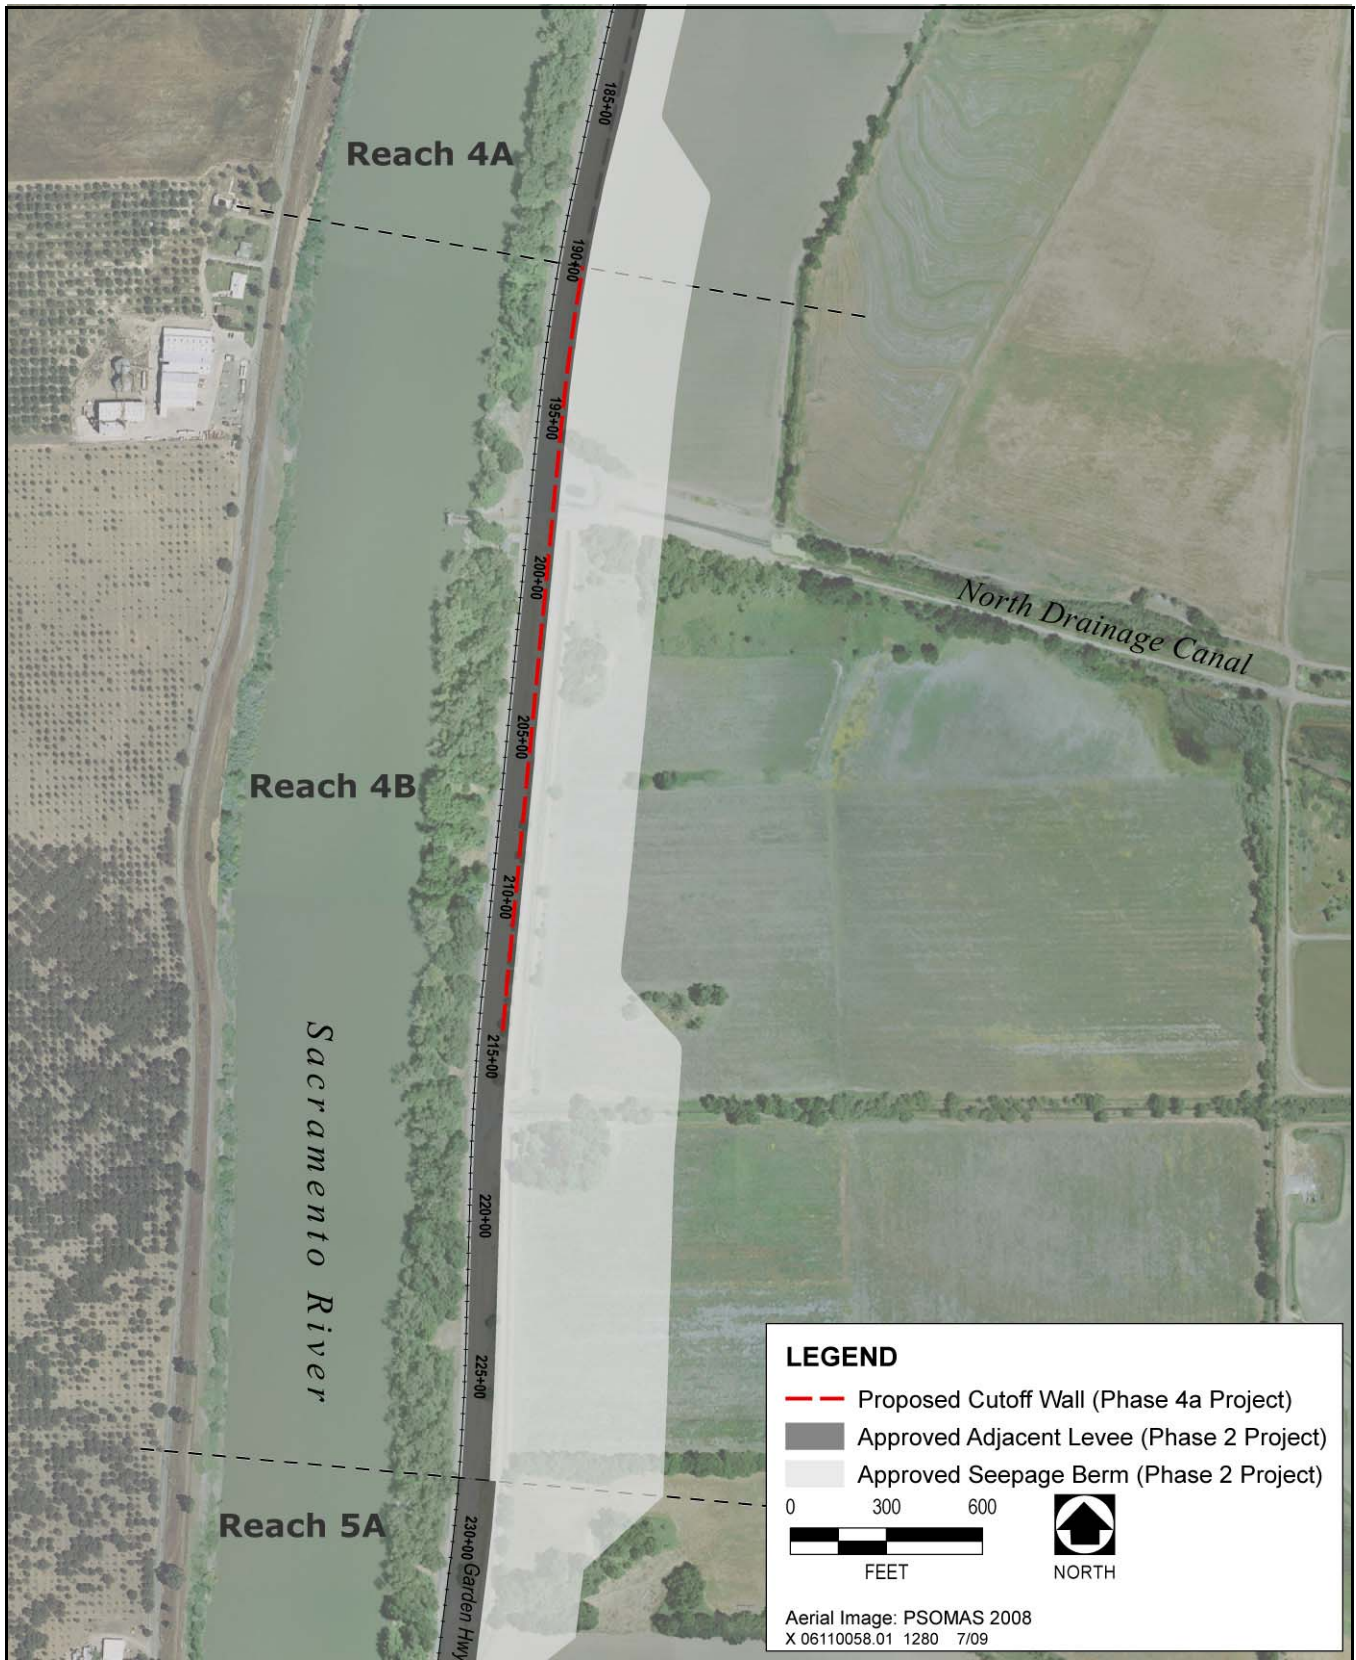 185+00
Reach 4A
190+00
195+00
200+00
North Drainage Canal
205+00
Reach 4B
210+00
215+00
Sacramento River
220+00
225+00
Reach 5A
230+00
Garden Hwy
LEGEND
Proposed Cutoff Wall (Phase 4a Project)
Approved Adjacent Levee (Phase 2 Project)
Approved Seepage Berm (Phase 2 Project)
0 300 600
FEET
NORTH
Aerial Image: PSOMAS 2008
X 06110058.01 1280 7/09